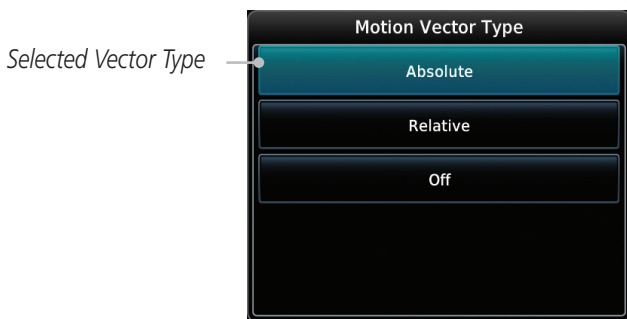 Motion Vector Type
Selected Vector Type
Absolute
Relative
Off